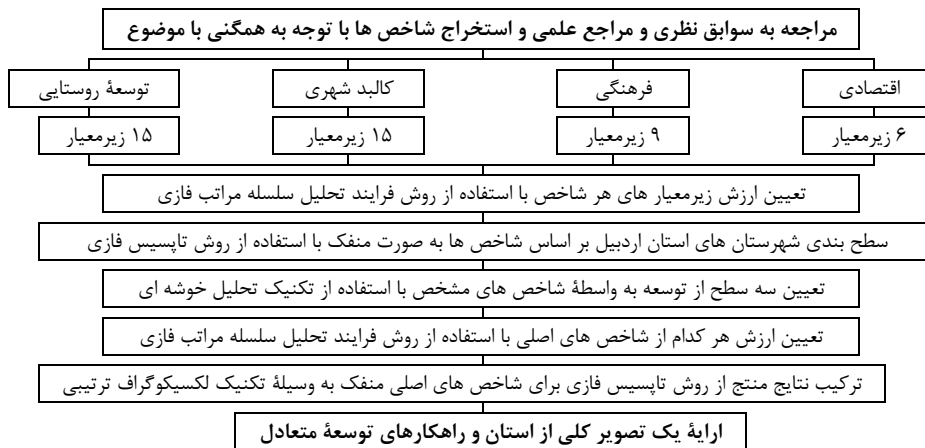 مراجعه به سوابق نظری و مراجع علمی و استخراج شاخص ها با توجه به همگنی با موضوع
اقتصادی
فرهنگی
کالبد شهری
توسعهٔ روستایی
۶ زیرمعیار
۹ زیرمعیار
۱۵ زیرمعیار
۱۵ زیرمعیار
تعیین ارزش زیرمعیار های هر شاخص با استفاده از روش فرایند تحلیل سلسله مراتب فازی
سطح بندی شهرستان های استان اردبیل بر اساس شاخص ها به صورت منفک با استفاده از روش تاپسیس فازی
تعیین سه سطح از توسعه به واسطهٔ شاخص های مشخص با استفاده از تکنیک تحلیل خوشه ای
تعیین ارزش هر کدام از شاخص های اصلی با استفاده از روش فرایند تحلیل سلسله مراتب فازی
ترکیب نتایج منتج از روش تاپسیس فازی برای شاخص های اصلی منفک به وسیلهٔ تکنیک لکسیکوگراف ترتیبی
ارایهٔ یک تصویر کلی از استان و راهکارهای توسعهٔ متعادل